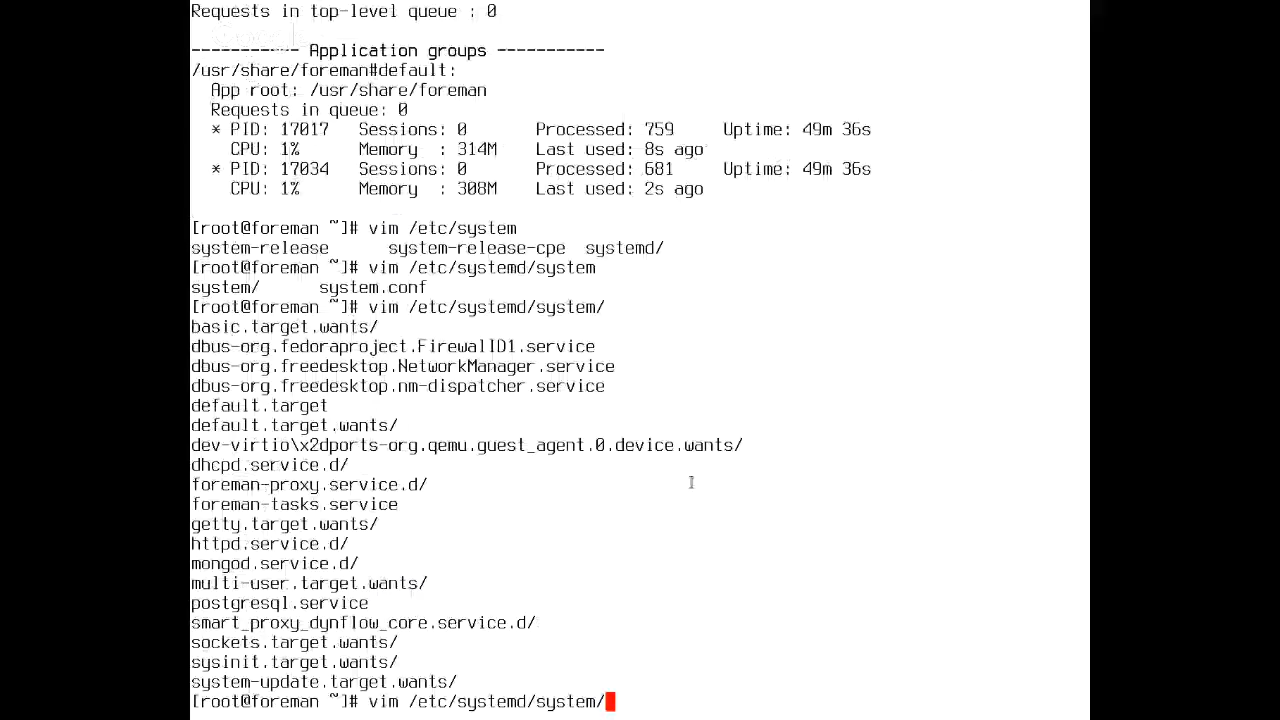 Requests in top-level queue : 0
----------- Application groups -----------
/usr/share/foreman#default:
  App root: /usr/share/foreman
  Requests in queue: 0
  * PID: 17017   Sessions: 0       Processed: 759     Uptime: 49m 36s
    CPU: 1%      Memory  : 314M    Last used: 8s ago
  * PID: 17034   Sessions: 0       Processed: 681     Uptime: 49m 36s
    CPU: 1%      Memory  : 308M    Last used: 2s ago
[root@foreman ~]# vim /etc/system
system-release      system-release-cpe  systemd/
[root@foreman ~]# vim /etc/systemd/system
system/      system.conf
[root@foreman ~]# vim /etc/systemd/system/
basic.target.wants/
dbus-org.fedoraproject.FirewallD1.service
dbus-org.freedesktop.NetworkManager.service
dbus-org.freedesktop.nm-dispatcher.service
default.target
default.target.wants/
dev-virtio\x2dports-org.qemu.guest_agent.0.device.wants/
dhcpd.service.d/
foreman-proxy.service.d/
foreman-tasks.service
getty.target.wants/
httpd.service.d/
mongod.service.d/
multi-user.target.wants/
postgresql.service
smart_proxy_dynflow_core.service.d/
sockets.target.wants/
sysinit.target.wants/
system-update.target.wants/
[root@foreman ~]# vim /etc/systemd/system/